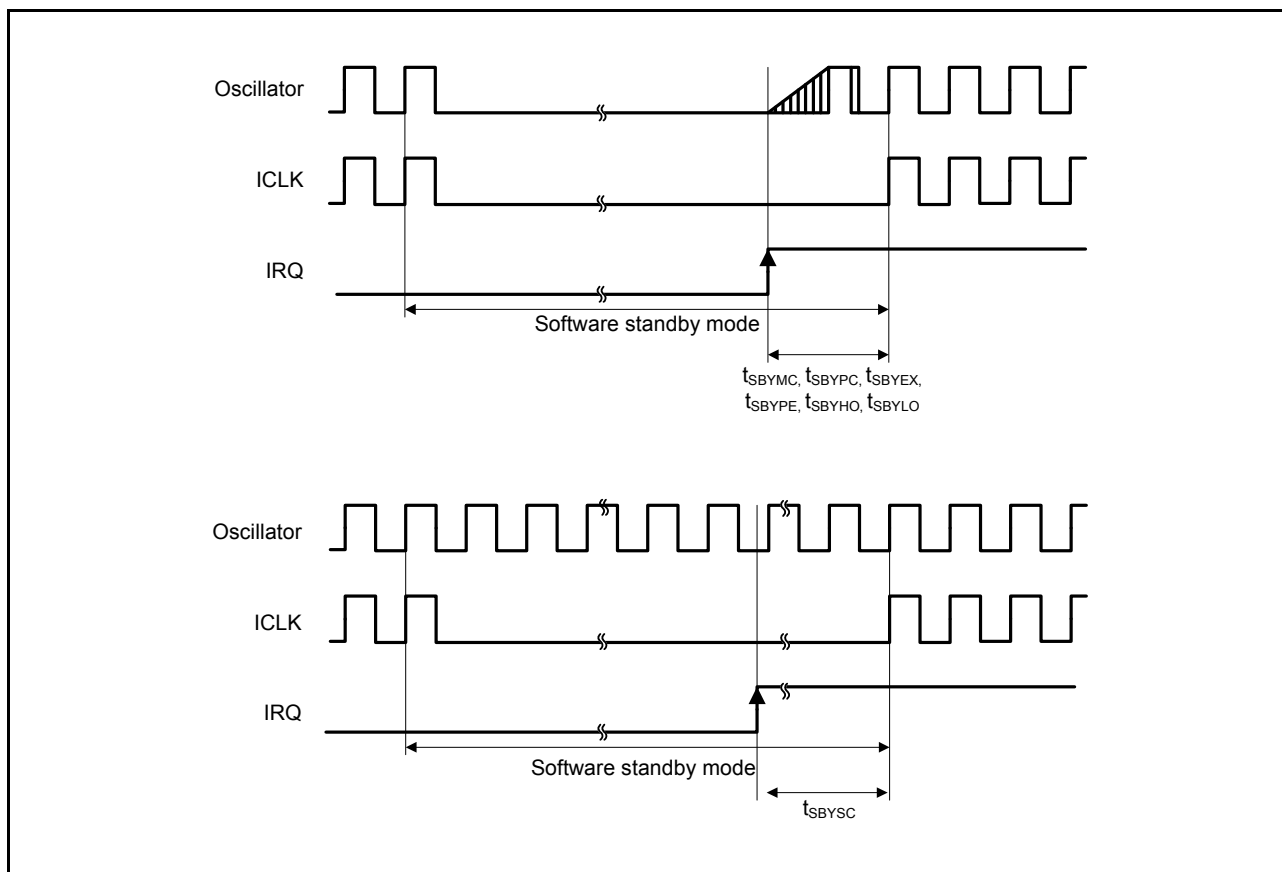 Oscillator
ICLK
IRQ
Software standby mode
tSBYMC, tSBYPC, tSBYEX,
tSBYPE, tSBYHO, tSBYLO
Oscillator
ICLK
IRQ
Software standby mode
tSBYSC